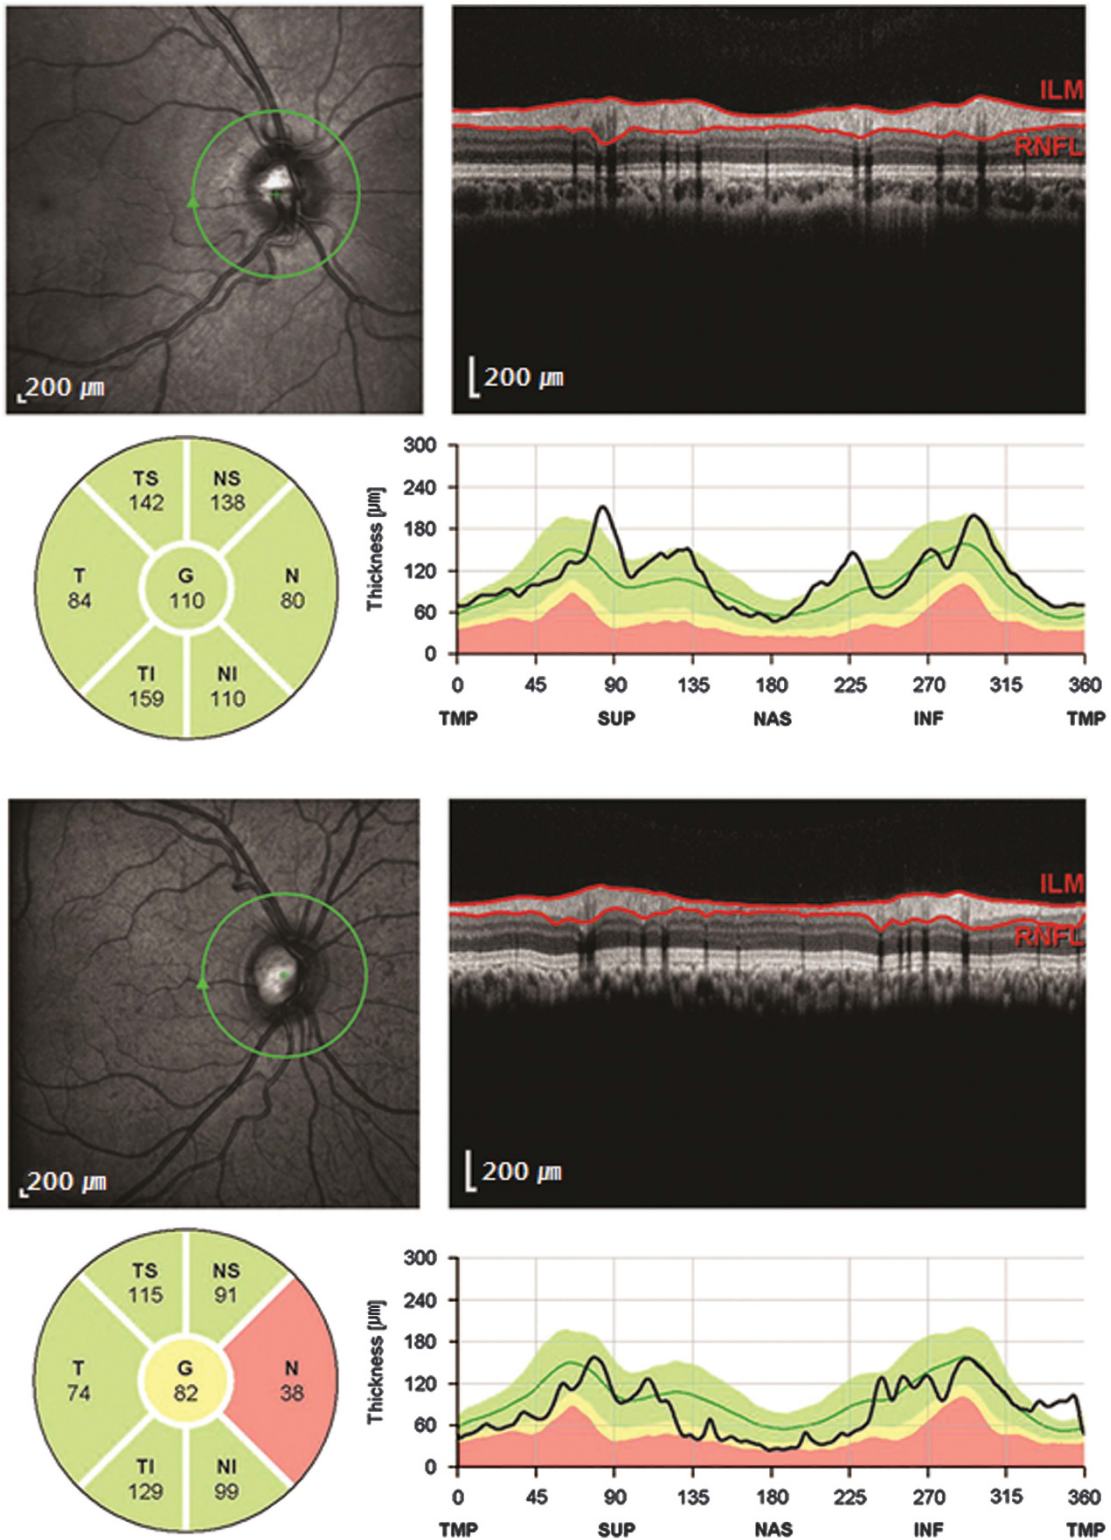 ILM
RNFL
200 µm
200 µm
TS
142
NS
138
T
84
G
110
N
80
TI
159
NI
110
Thickness [µm]
300
240
180
120
60
0
0 45 90 135 180 225 270 315 360
TMP SUP NAS INF TMP
ILM
RNFL
200 µm
200 µm
TS
115
NS
91
T
74
G
82
N
38
TI
129
NI
99
Thickness [µm]
300
240
180
120
60
0
0 45 90 135 180 225 270 315 360
TMP SUP NAS INF TMP